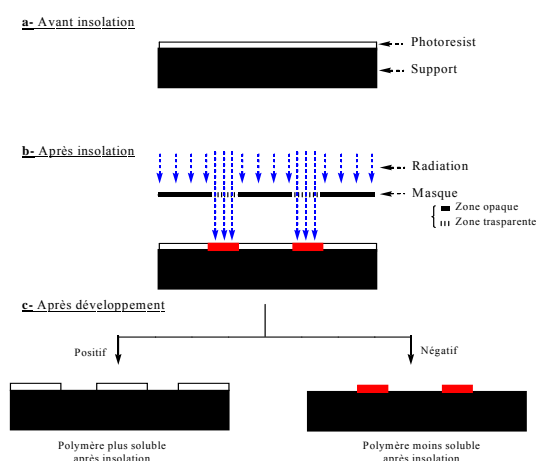 a- Avant insolation
Photoresist
Support
b- Après insolation
Radiation
Masque
Zone opaque
Zone trasparente
c- Après développement
Positif
Négatif
Polymère plus soluble
après insolation
Polymère moins soluble
après insolation